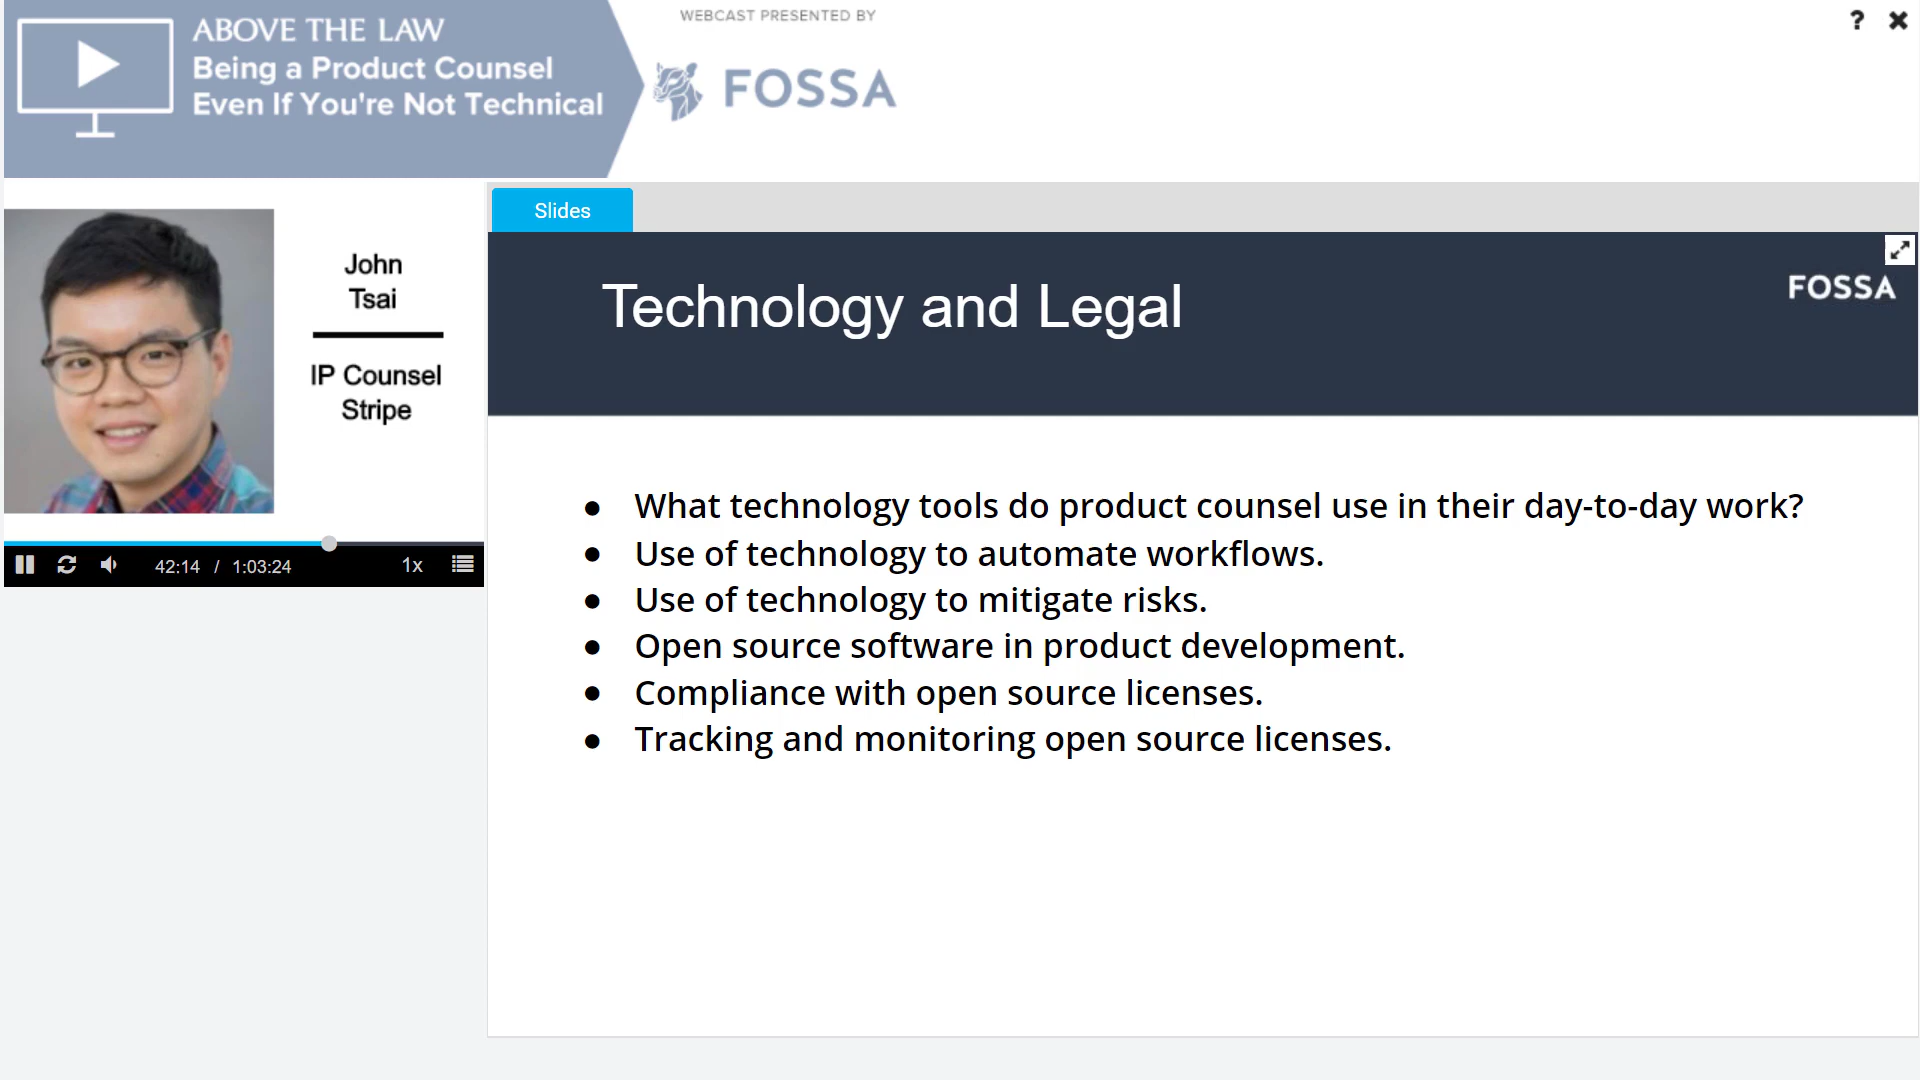 ABOVE THE LAW
Being a Product Counsel
Even If You're Not Technical
WEBCAST PRESENTED BY
FOSSA
?
John
Tsai
IP Counsel
Stripe
42:14 / 1:03:24
1x
Slides
Technology and Legal
FOSSA
● What technology tools do product counsel use in their day-to-day work?
● Use of technology to automate workflows.
● Use of technology to mitigate risks.
● Open source software in product development.
● Compliance with open source licenses.
● Tracking and monitoring open source licenses.